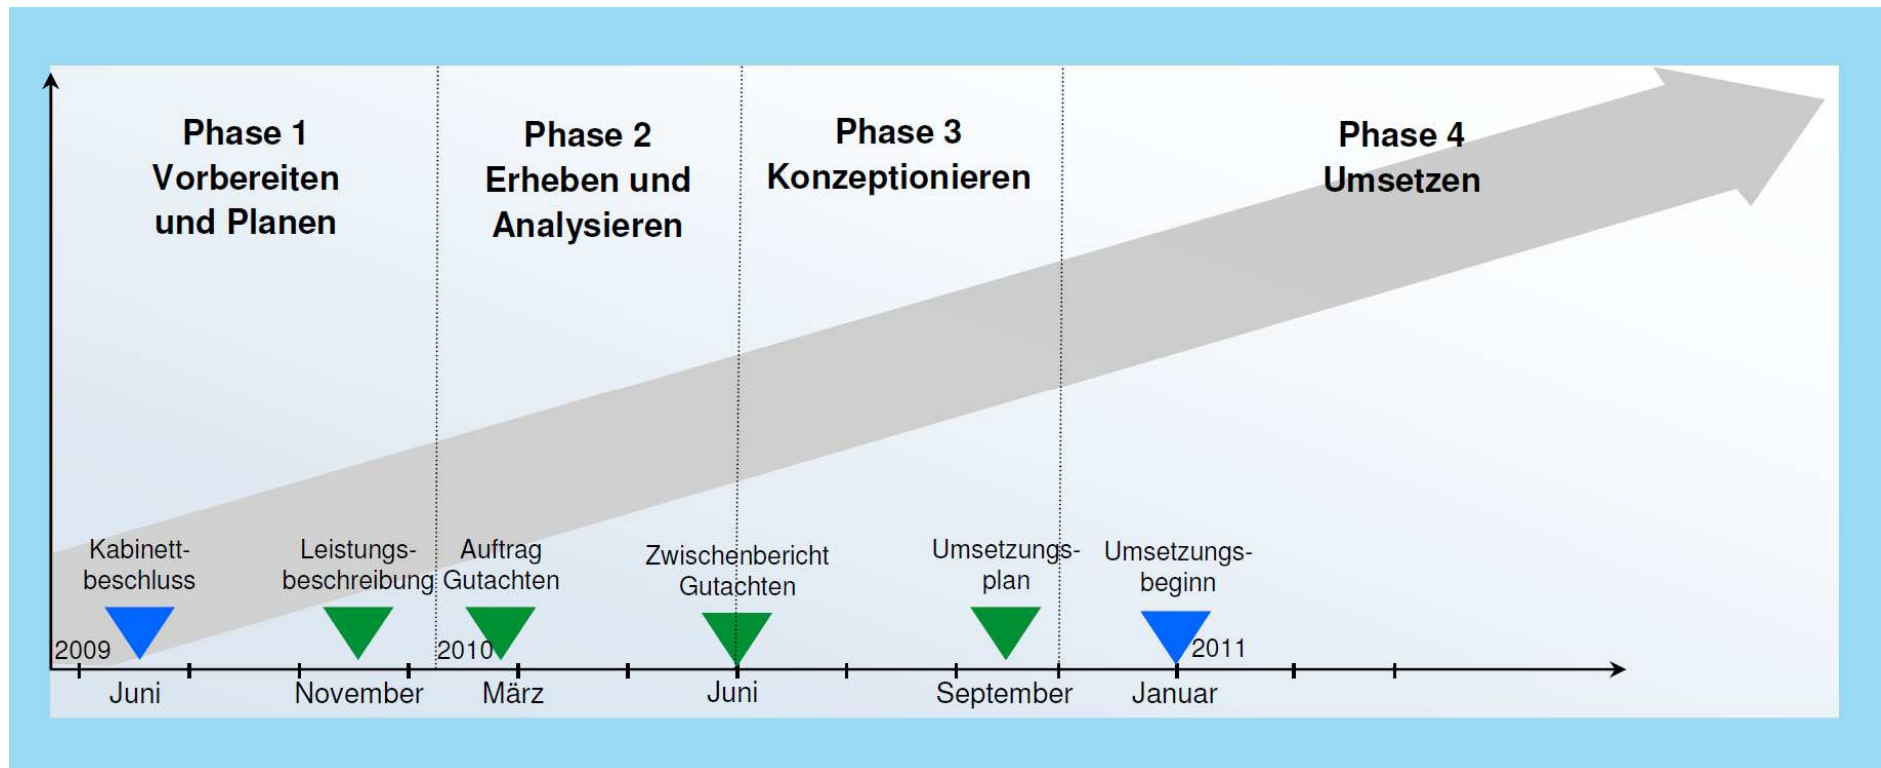 Phase 1
Vorbereiten
und Planen
Phase 2
Erheben und
Analysieren
Phase 3
Konzeptionieren
Phase 4
Umsetzen
Kabinett-
beschluss
Leistungs-
beschreibung
Auftrag
Gutachten
Zwischenbericht
Gutachten
Umsetzungs-
plan
Umsetzungs-
beginn
2009
2010
2011
Juni
November
März
Juni
September
Januar